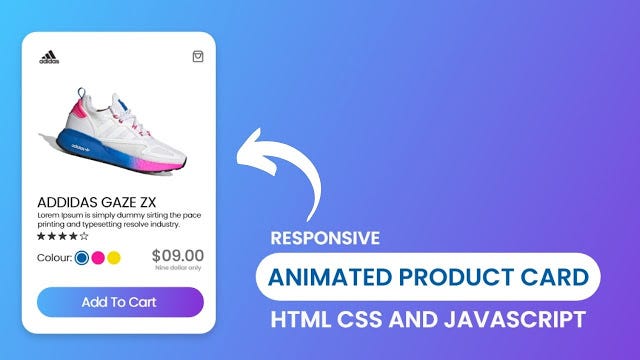 adidas
ADDIDAS GAZE ZX
Lorem Ipsum is simply dummy sirting the pace
printing and typesetting resolve industry.
Colour:
$09.00
Nine dollar only
Add To Cart
RESPONSIVE
ANIMATED PRODUCT CARD
HTML CSS AND JAVASCRIPT